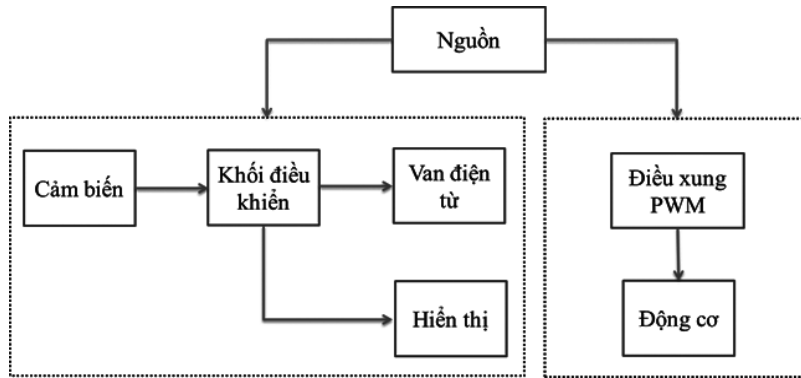 Nguồn
Cảm biến
Khối điều
khiển
Van điện
từ
Hiển thị
Điều xung
PWM
Động cơ